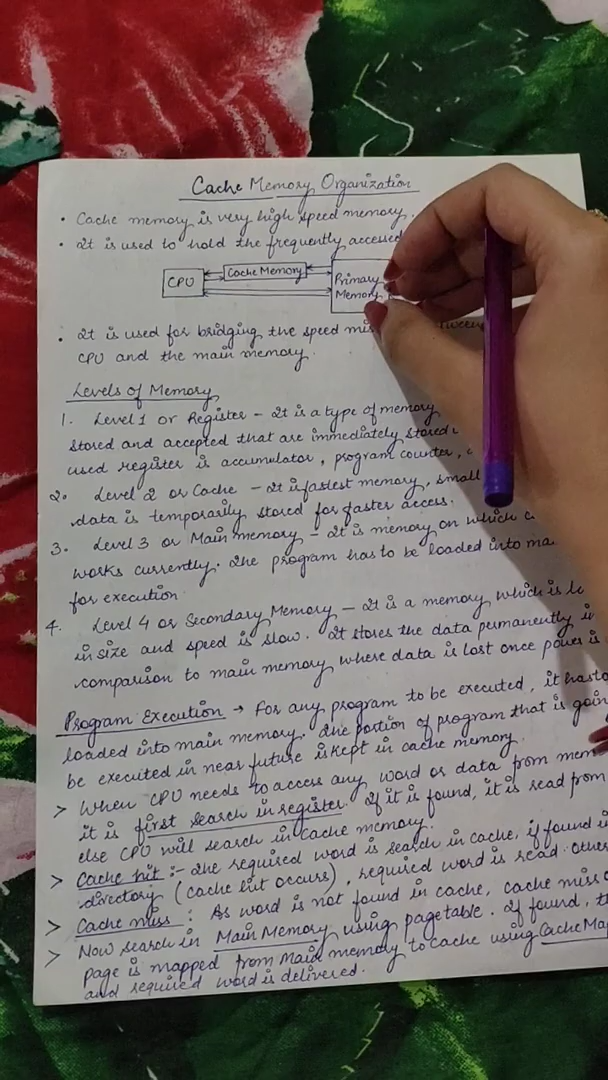 Cache Memory Organization
• Cache memory is very high speed memory.
• It is used to hold the frequently accessed
CPU
Cache Memory
Primary
Memory
• It is used for bridging the speed
CPU and the main memory.
Levels of Memory
1. Level 1 or Register - It is a type of memory
stored and accepted that are immediately stored
used register is accumulator, program counter,
2. Level 2 or Cache - It is fastest memory, small
data is temporarily stored for faster access.
3. Level 3 or Main memory - It is memory on which
works currently. The program has to be loaded into
for execution
4. Level 4 or Secondary Memory - It is a memory which is
in size and speed is slow. It stores the data permanently
comparison to main memory where data is lost once power is
Program Execution → For any program to be executed, it has to
loaded into main memory. The portion of program that is
be executed in near future is kept in cache memory.
> When CPU needs to access any word or data from
it is first search in register. If it is found, it is read from
else CPU will search in cache memory.
> Cache hit :- The required word is search in cache, if found
directory (cache hit occurs), required word is read.
> Cache miss : As word is not found in cache, cache miss
> Now search in Main Memory using page table. If found,
page is mapped from main memory to cache using Cache
and required word is delivered.